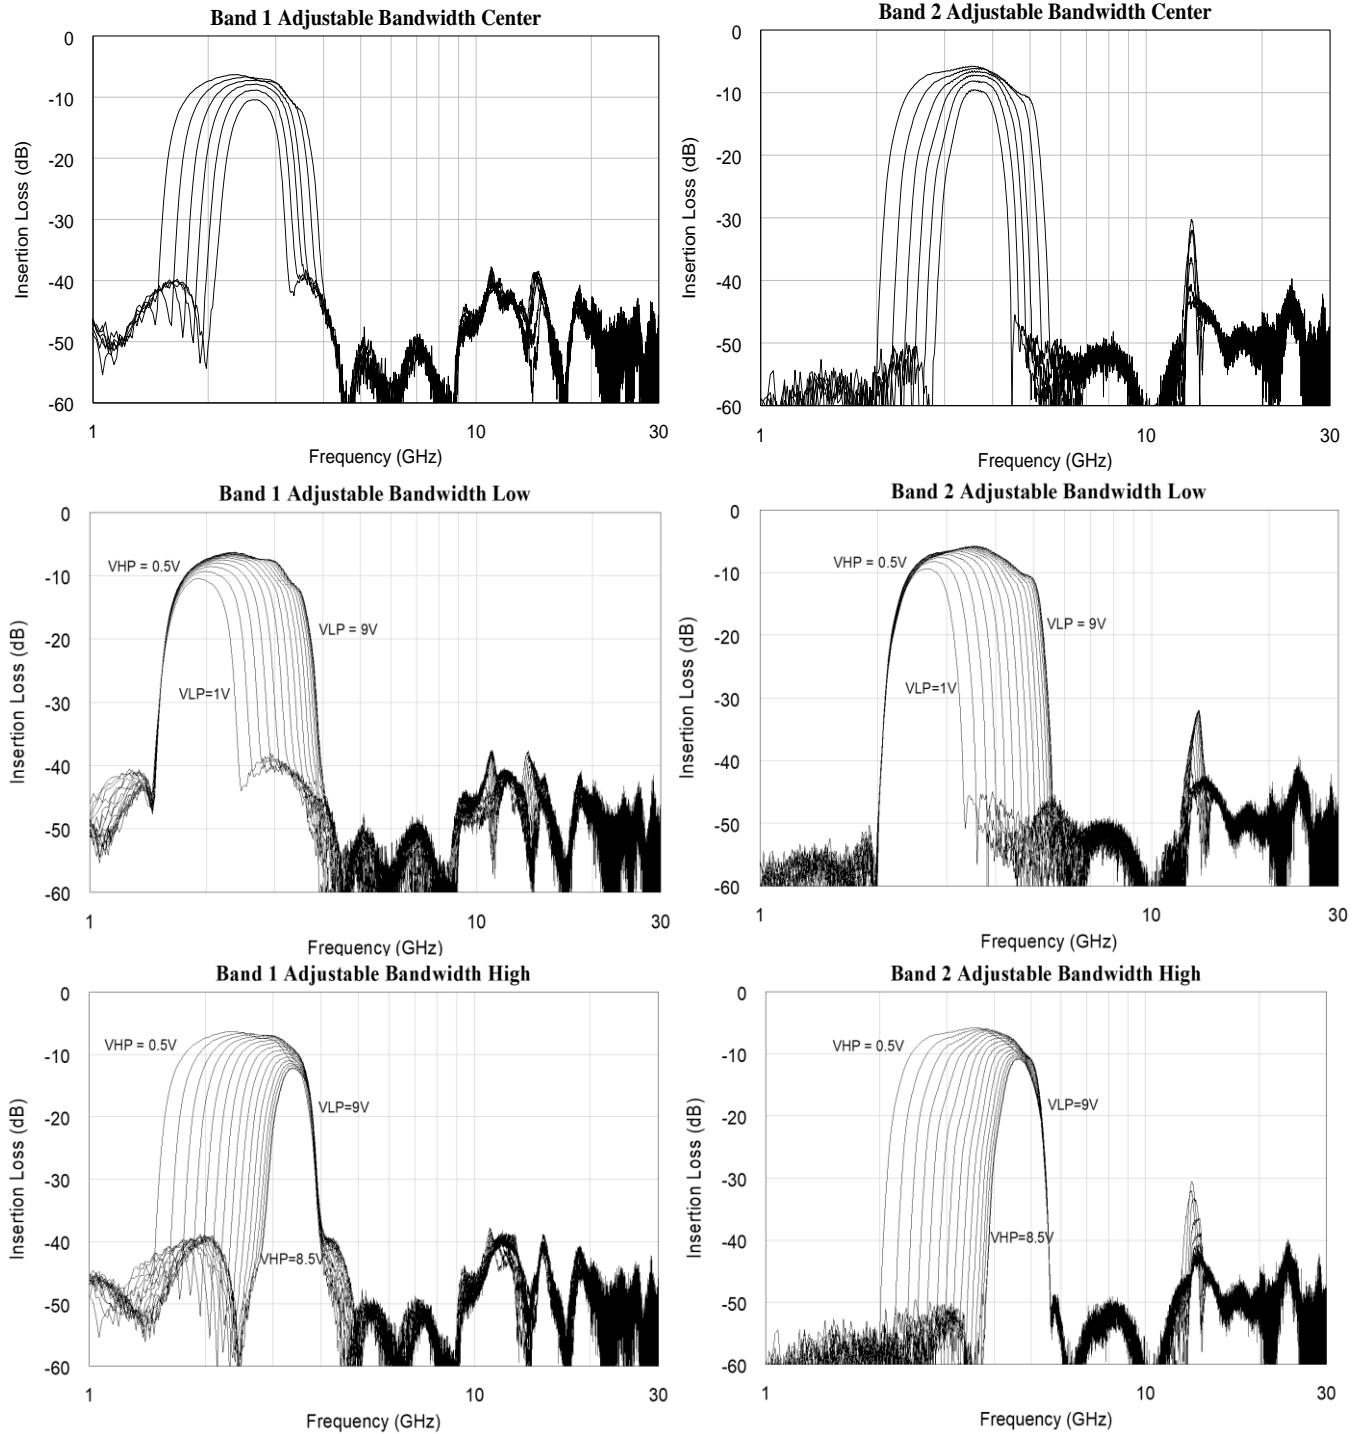 Band 1 Adjustable Bandwidth Center
Insertion Loss (dB)
0
-10
-20
-30
-40
-50
-60
1
10
30
Frequency (GHz)
Band 2 Adjustable Bandwidth Center
Insertion Loss (dB)
0
-10
-20
-30
-40
-50
-60
1
10
30
Frequency (GHz)
Band 1 Adjustable Bandwidth Low
Insertion Loss (dB)
0
-10
-20
-30
-40
-50
-60
VHP = 0.5V
VLP = 9V
VLP=1V
1
10
30
Frequency (GHz)
Band 2 Adjustable Bandwidth Low
Insertion Loss (dB)
0
-10
-20
-30
-40
-50
-60
VHP = 0.5V
VLP = 9V
VLP=1V
1
10
30
Frequency (GHz)
Band 1 Adjustable Bandwidth High
Insertion Loss (dB)
0
-10
-20
-30
-40
-50
-60
VHP = 0.5V
VLP=9V
VHP=8.5V
1
10
30
Frequency (GHz)
Band 2 Adjustable Bandwidth High
Insertion Loss (dB)
0
-10
-20
-30
-40
-50
-60
VHP = 0.5V
VLP=9V
VHP=8.5V
1
10
30
Frequency (GHz)